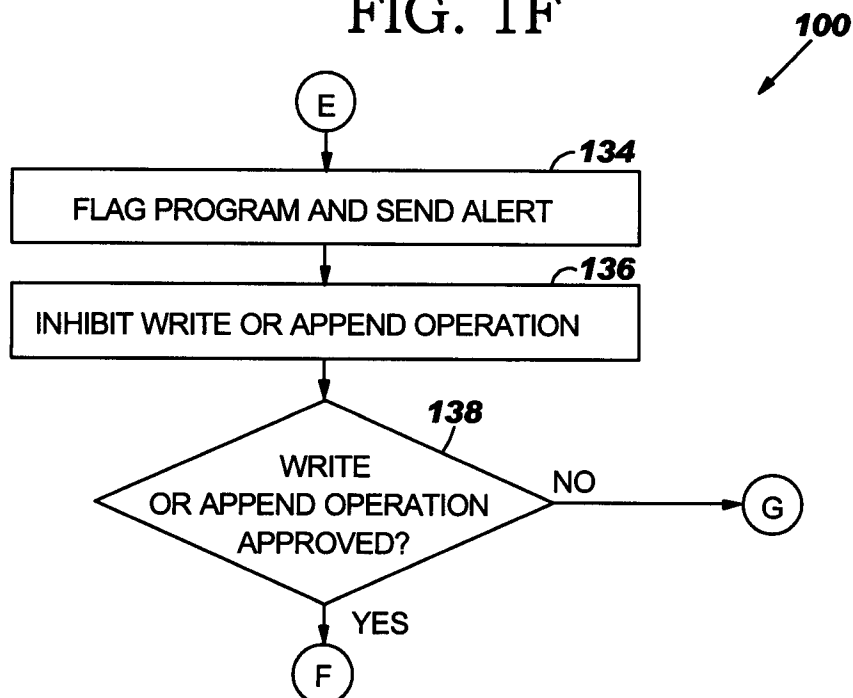 FIG. 1F
100
E
134
FLAG PROGRAM AND SEND ALERT
136
INHIBIT WRITE OR APPEND OPERATION
138
WRITE
OR APPEND OPERATION
APPROVED?
NO
G
YES
F